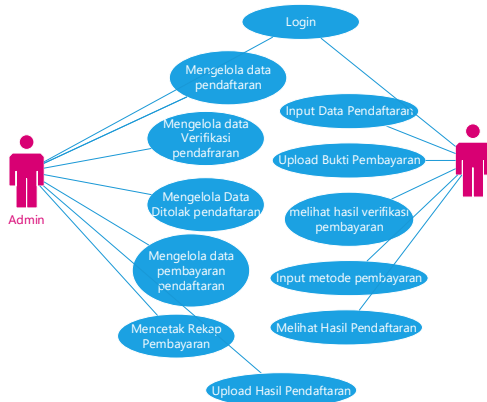 Login
Mengelola data
pendaftaran
Input Data Pendaftaran
Mengelola data
Verifikasi
pendafraran
Upload Bukti Pembayaran
Admin
Mengelola Data
Ditolak pendaftaran
melihat hasil verifikasi
pembayaran
Mengelola data
pembayaran
pendaftaran
Input metode pembayaran
Mencetak Rekap
Pembayaran
Melihat Hasil Pendaftaran
Upload Hasil Pendaftaran